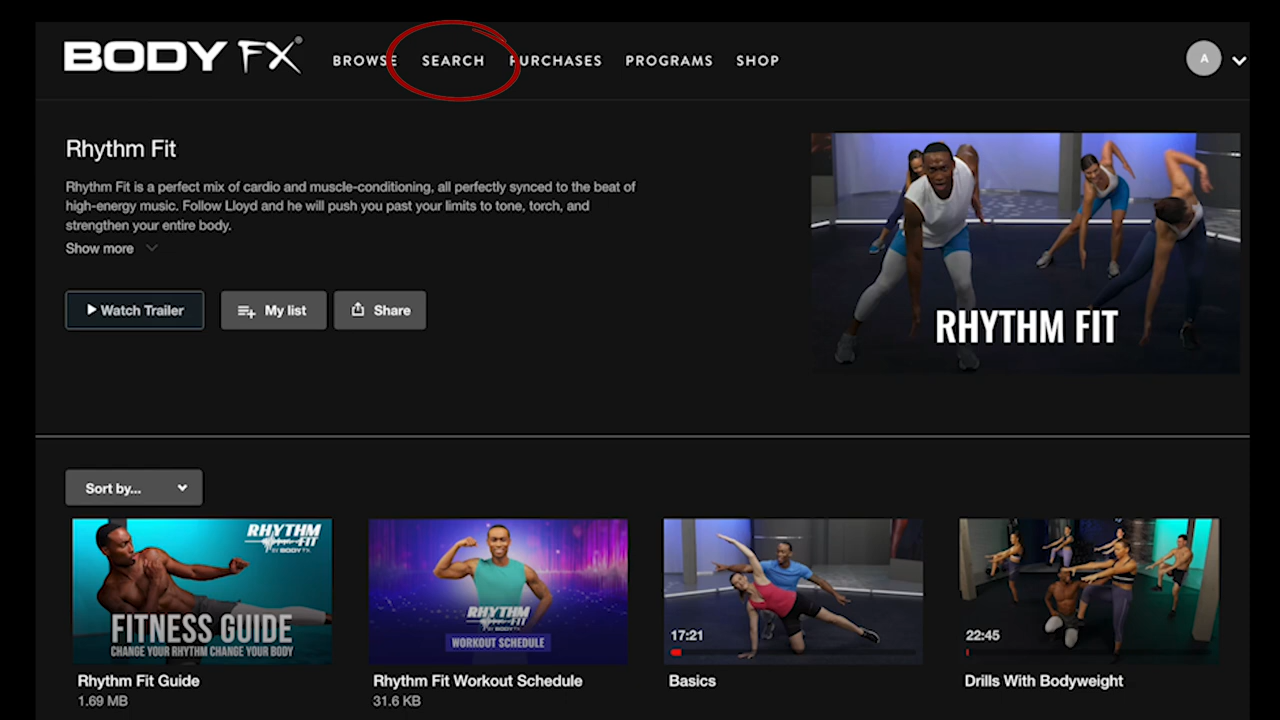 BODY FX®
BROWSE SEARCH PURCHASES PROGRAMS SHOP
A
Rhythm Fit
Rhythm Fit is a perfect mix of cardio and muscle-conditioning, all perfectly synced to the beat of
high-energy music. Follow Lloyd and he will push you past your limits to tone, torch, and
strengthen your entire body.
Show more
Watch Trailer
My list
Share
RHYTHM FIT
Sort by...
RHYTHM
FIT
BY BODY FX
FITNESS GUIDE
CHANGE YOUR RHYTHM CHANGE YOUR BODY
Rhythm Fit Guide
1.69 MB
RHYTHM
FIT
BY BODY FX
WORKOUT SCHEDULE
Rhythm Fit Workout Schedule
31.6 KB
17:21
Basics
22:45
Drills With Bodyweight